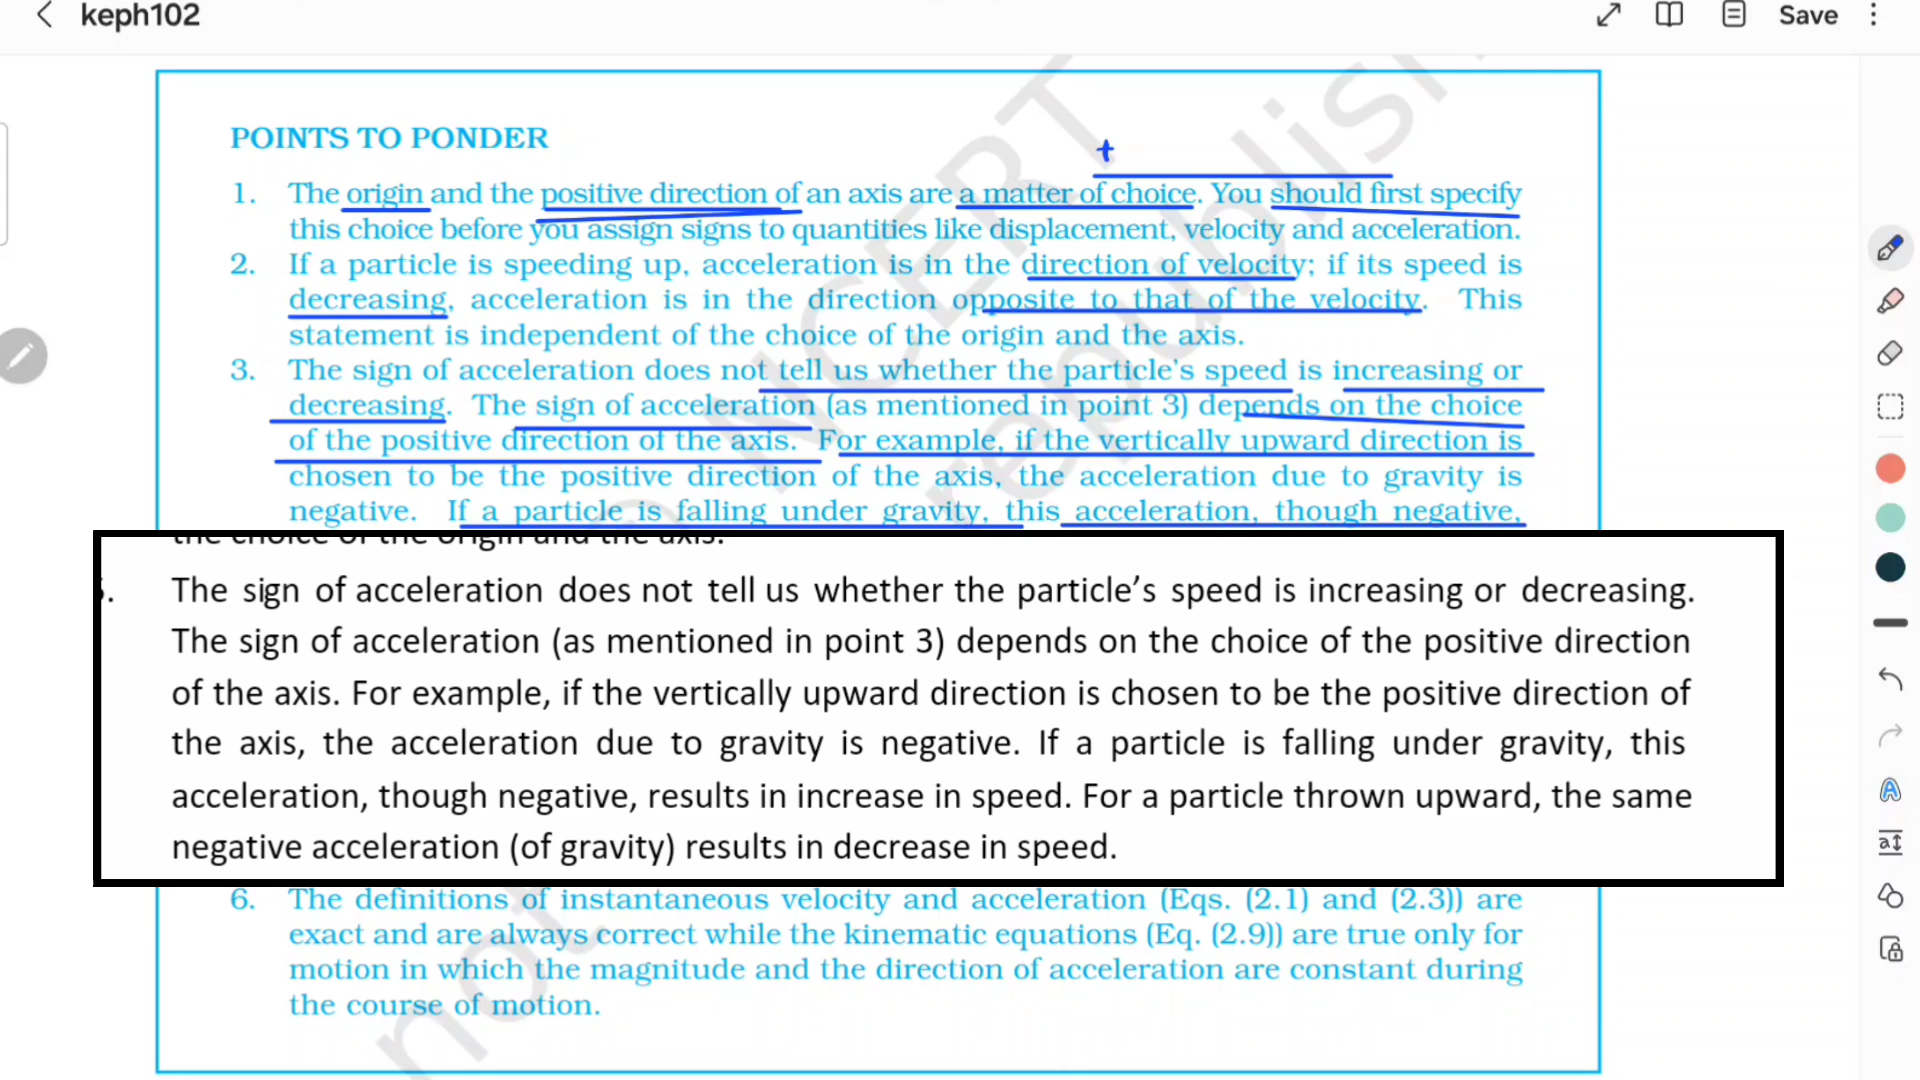 keph102
Save
POINTS TO PONDER
+
1. The origin and the positive direction of an axis are a matter of choice. You should first specify
this choice before you assign signs to quantities like displacement, velocity and acceleration.
2. If a particle is speeding up, acceleration is in the direction of velocity; if its speed is
decreasing, acceleration is in the direction opposite to that of the velocity. This
statement is independent of the choice of the origin and the axis.
3. The sign of acceleration does not tell us whether the particle's speed is increasing or
decreasing. The sign of acceleration (as mentioned in point 3) depends on the choice
of the positive direction of the axis. For example, if the vertically upward direction is
chosen to be the positive direction of the axis, the acceleration due to gravity is
negative. If a particle is falling under gravity, this acceleration, though negative,
the choice of the origin and the axis.
The sign of acceleration does not tell us whether the particle’s speed is increasing or decreasing.
The sign of acceleration (as mentioned in point 3) depends on the choice of the positive direction
of the axis. For example, if the vertically upward direction is chosen to be the positive direction of
the axis, the acceleration due to gravity is negative. If a particle is falling under gravity, this
acceleration, though negative, results in increase in speed. For a particle thrown upward, the same
negative acceleration (of gravity) results in decrease in speed.
6. The definitions of instantaneous velocity and acceleration (Eqs. (2.1) and (2.3)) are
exact and are always correct while the kinematic equations (Eq. (2.9)) are true only for
motion in which the magnitude and the direction of acceleration are constant during
the course of motion.
NCERT
republish
not